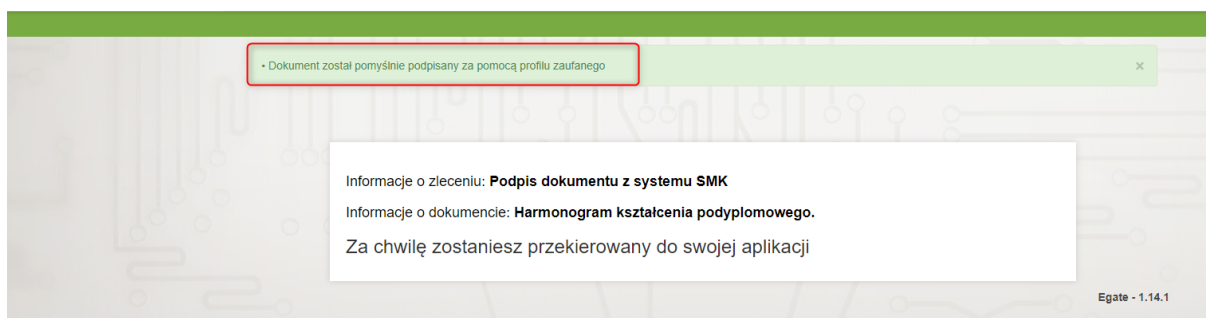 • Dokument został pomyślnie podpisany za pomocą profilu zaufanego ×
Informacje o zleceniu: Podpis dokumentu z systemu SMK
Informacje o dokumencie: Harmonogram kształcenia podyplomowego.
Za chwilę zostaniesz przekierowany do swojej aplikacji
Egate - 1.14.1